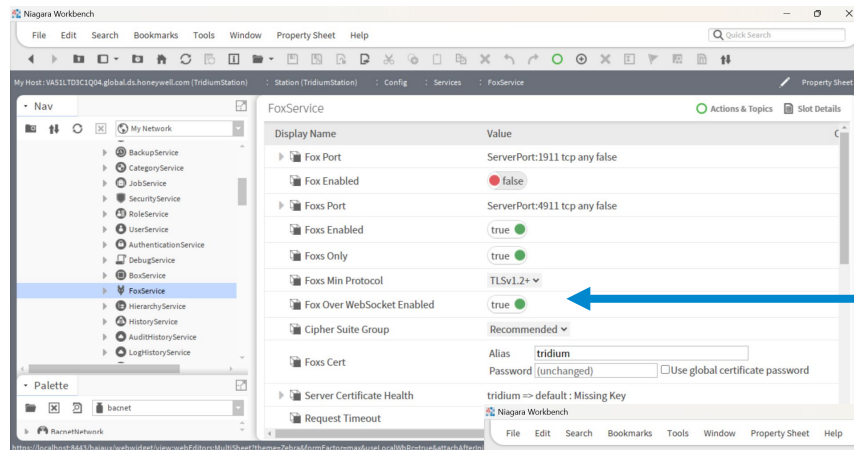 Niagara Workbench
File Edit Search Bookmarks Tools Window Property Sheet Help
Quick Search
My Host : VAS1LTD3C1Q04.global.ds.honeywell.com (TridiumStation) : Station (TridiumStation) : Config : Services : FoxService Property Sheet
Nav
My Network
BackupService
CategoryService
JobService
SecurityService
RoleService
UserService
AuthenticationService
DebugService
BoxService
FoxService
HierarchyService
HistoryService
AuditHistoryService
LogHistoryService
Palette
bacnet
BacnetNetwork
FoxService Actions & Topics Slot Details
Display Name Value
Fox Port ServerPort:1911 tcp any false
Fox Enabled false
Foxs Port ServerPort:4911 tcp any false
Foxs Enabled true
Foxs Only true
Foxs Min Protocol TLSv1.2+
Fox Over WebSocket Enabled true
Cipher Suite Group Recommended
Foxs Cert Alias tridium
Password (unchanged) Use global certificate password
Server Certificate Health tridium => default : Missing Key
Request Timeout
Niagara Workbench
File Edit Search Bookmarks Tools Window Property Sheet Help